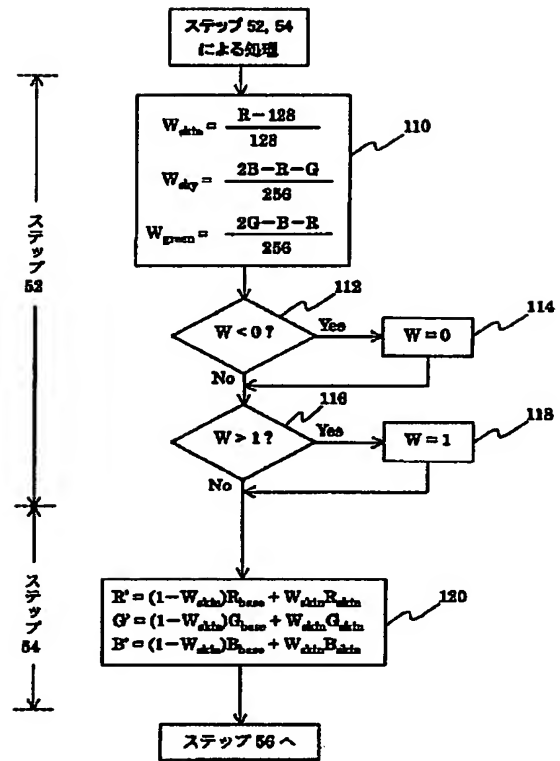 ステップ 52, 54
による処理
W_skin = (R−128)/128
W_sky = (2B−R−G)/256
W_green = (2G−B−R)/256
110
ステップ
52
112
W < 0 ?
Yes
W = 0
114
No
116
W > 1 ?
Yes
W = 1
118
No
ステップ
54
R' = (1−W_skin)R_base + W_skin R_skin
G' = (1−W_skin)G_base + W_skin G_skin
B' = (1−W_skin)B_base + W_skin B_skin
120
ステップ 56 へ